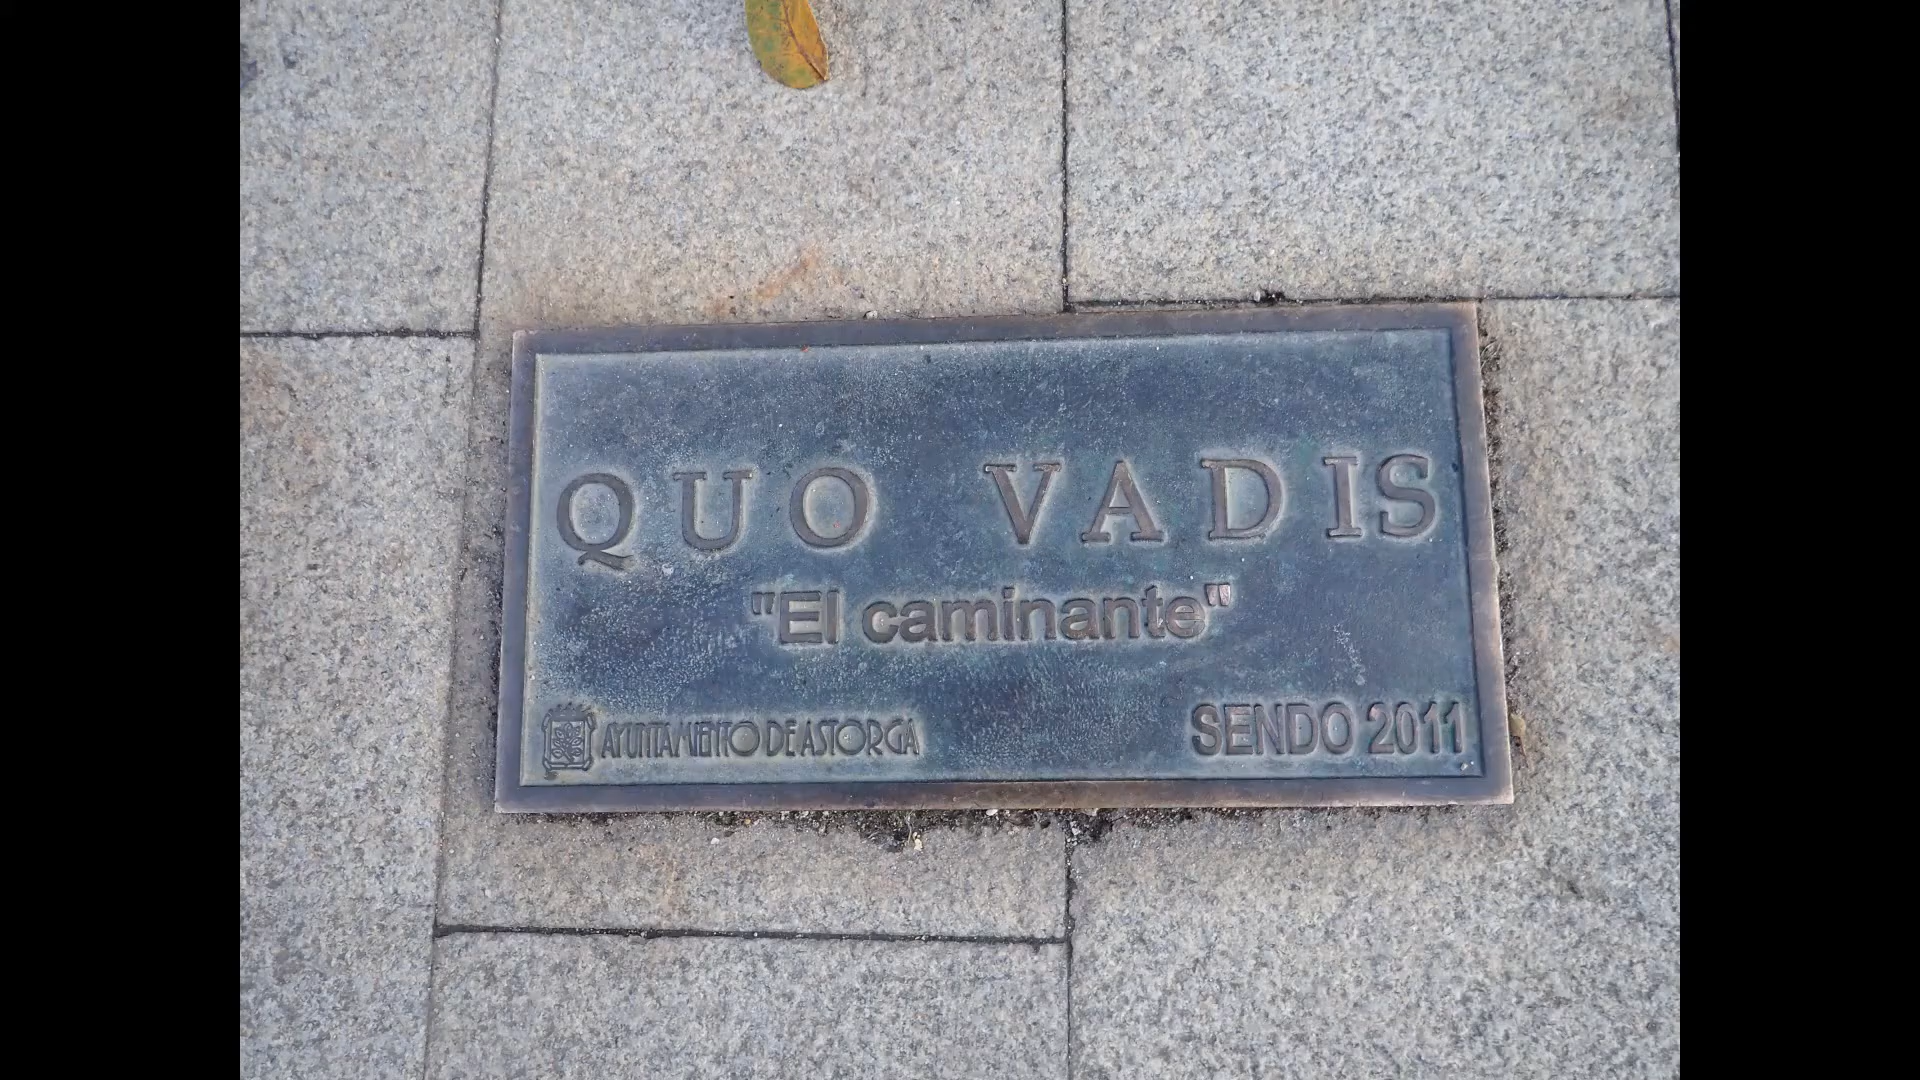 QUO VADIS
"El caminante"
AYUNTAMIENTO DE ASTORGA
SENDO 2011